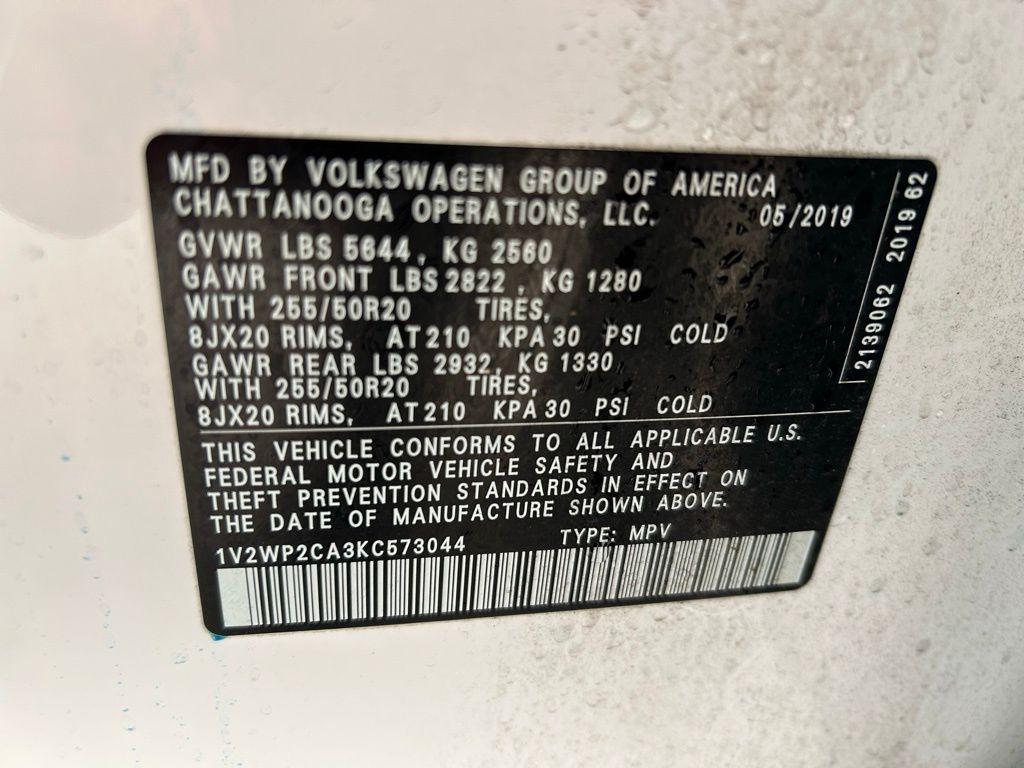 MFD BY VOLKSWAGEN GROUP OF AMERICA
CHATTANOOGA OPERATIONS, LLC. 05/2019
GVWR LBS 5644, KG 2560
GAWR FRONT LBS 2822, KG 1280
WITH 255/50R20 TIRES,
8JX20 RIMS, AT 210 KPA 30 PSI COLD
GAWR REAR LBS 2932, KG 1330
WITH 255/50R20 TIRES,
8JX20 RIMS, AT 210 KPA 30 PSI COLD
THIS VEHICLE CONFORMS TO ALL APPLICABLE U.S.
FEDERAL MOTOR VEHICLE SAFETY AND
THEFT PREVENTION STANDARDS IN EFFECT ON
THE DATE OF MANUFACTURE SHOWN ABOVE.
1V2WP2CA3KC573044 TYPE: MPV
2139062 2019 62